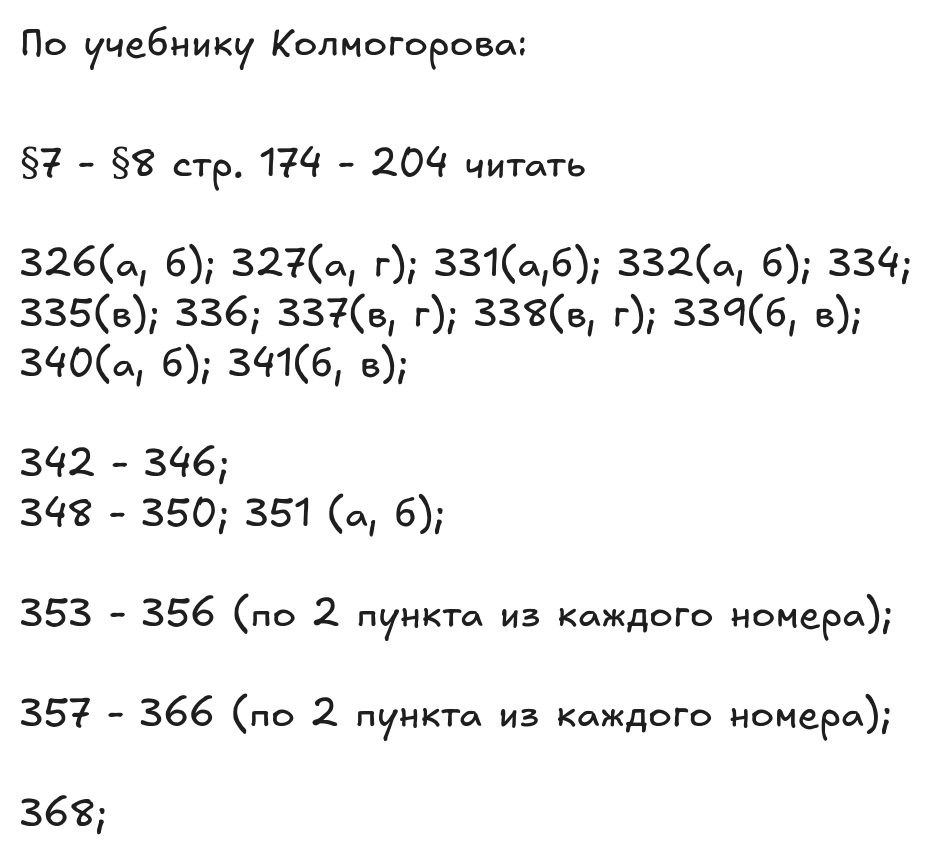 По учебнику Колмогорова:
§7 - §8 стр. 174 - 204 читать
326(а, б); 327(а, г); 331(а,б); 332(а, б); 334;
335(в); 336; 337(в, г); 338(в, г); 339(б, в);
340(а, б); 341(б, в);
342 - 346;
348 - 350; 351 (а, б);
353 - 356 (по 2 пункта из каждого номера);
357 - 366 (по 2 пункта из каждого номера);
368;